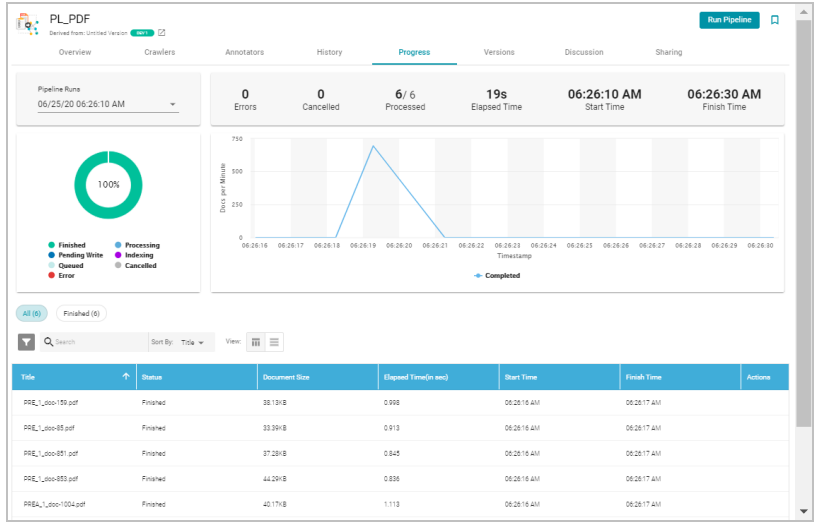 PL_PDF
Run Pipeline
Derived from: Untitled Version
Overview Crawlers Annotators History Progress Versions Discussion Sharing
Pipeline Runs
06/25/20 06:26:10 AM
0 0 6/ 6 19s 06:26:10 AM 06:26:30 AM
Errors Cancelled Processed Elapsed Time Start Time Finish Time
100%
Finished Processing
Pending Write Indexing
Queued Cancelled
Error
750
500
250
0
Docs per Minute
06:26:16 06:26:17 06:26:18 06:26:19 06:26:20 06:26:21 06:26:22 06:26:23 06:26:24 06:26:25 06:26:26 06:26:27 06:26:28 06:26:29 06:26:30
Timestamp
Completed
All (6) Finished (6)
Search Sort By: Title View:
Title Status Document Size Elapsed Time(in sec) Start Time Finish Time Actions
PRE_1_doc-159.pdf Finished 38.13KB 0.998 06:26:16 AM 06:26:17 AM
PRE_1_doc-85.pdf Finished 33.39KB 0.913 06:26:16 AM 06:26:17 AM
PRE_1_doc-851.pdf Finished 37.28KB 0.845 06:26:16 AM 06:26:17 AM
PRE_1_doc-853.pdf Finished 44.29KB 0.836 06:26:16 AM 06:26:17 AM
PREA_1_doc-1004.pdf Finished 40.17KB 1.113 06:26:16 AM 06:26:17 AM